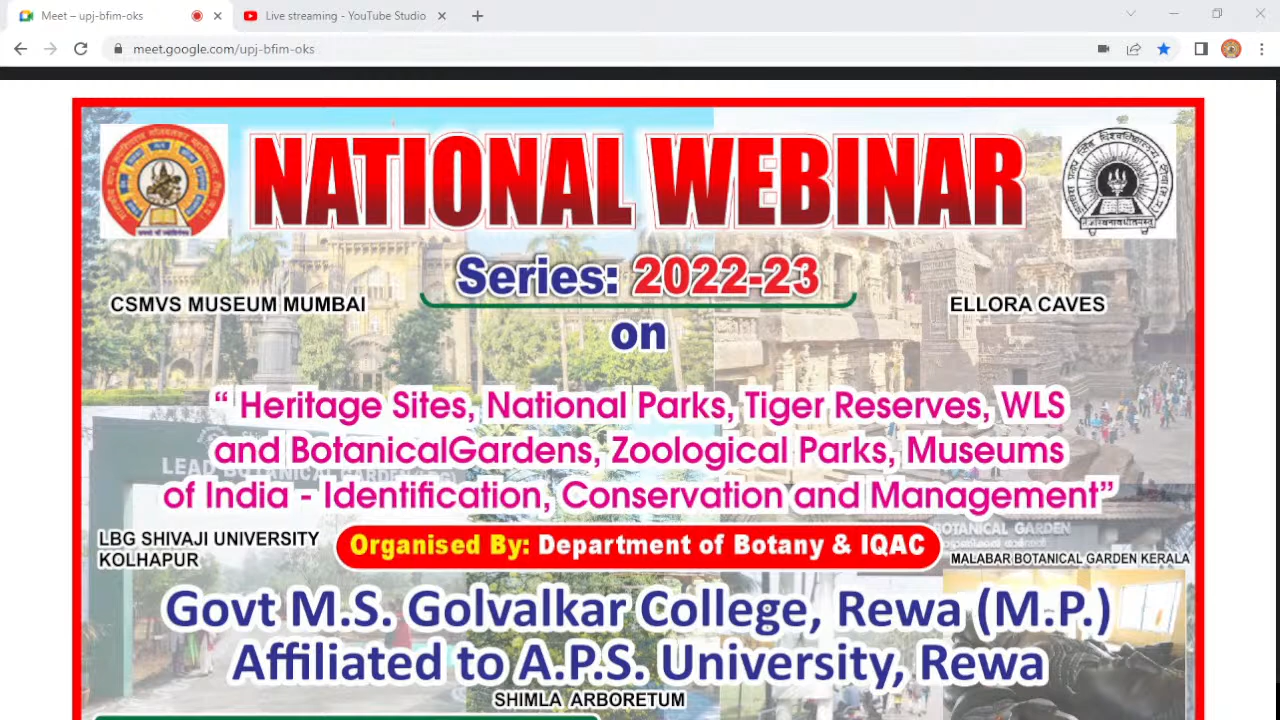 Meet – upj-bfim-oks
Live streaming - YouTube Studio
meet.google.com/upj-bfim-oks
NATIONAL WEBINAR
Series: 2022-23
CSMVS MUSEUM MUMBAI
ELLORA CAVES
on
“ Heritage Sites, National Parks, Tiger Reserves, WLS
and BotanicalGardens, Zoological Parks, Museums
of India - Identification, Conservation and Management”
LEAD BOTANICAL GARDEN
BOTANICAL GARDEN
LBG SHIVAJI UNIVERSITY
KOLHAPUR
Organised By: Department of Botany & IQAC
MALABAR BOTANICAL GARDEN KERALA
Govt M.S. Golvalkar College, Rewa (M.P.)
Affiliated to A.P.S. University, Rewa
SHIMLA ARBORETUM